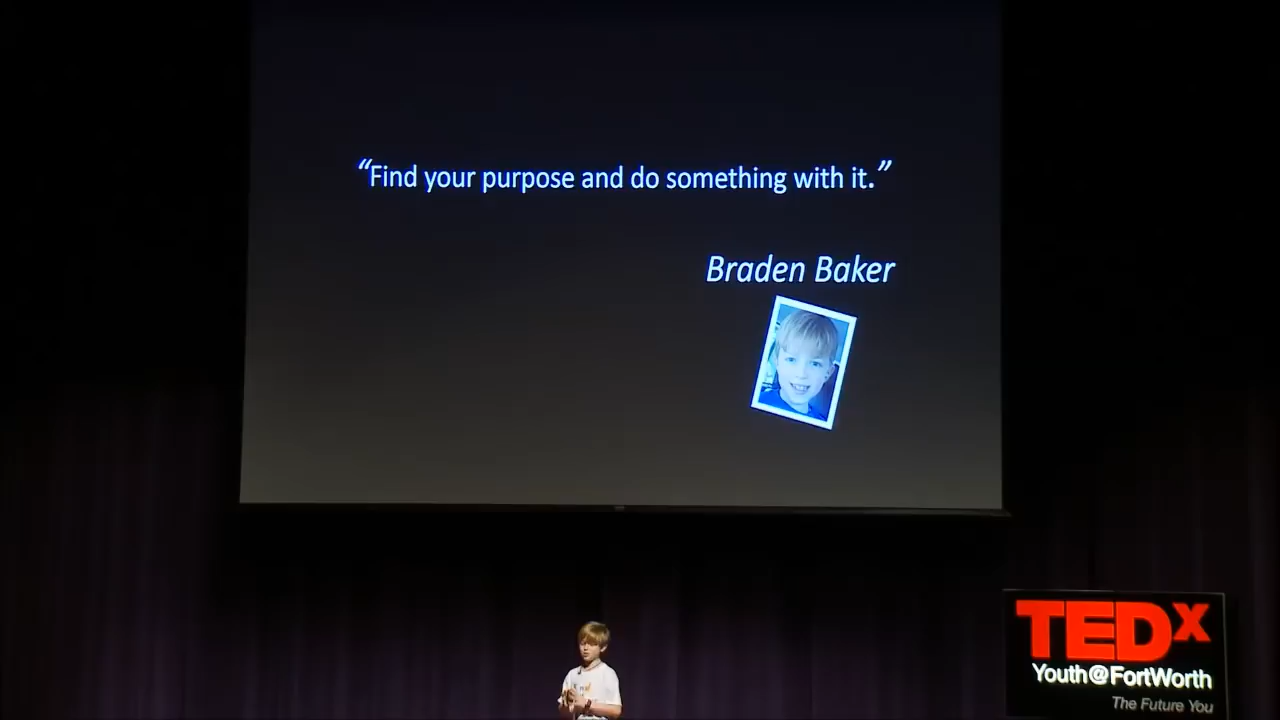 “Find your purpose and do something with it.”
Braden Baker
TEDx
Youth@FortWorth
The Future You